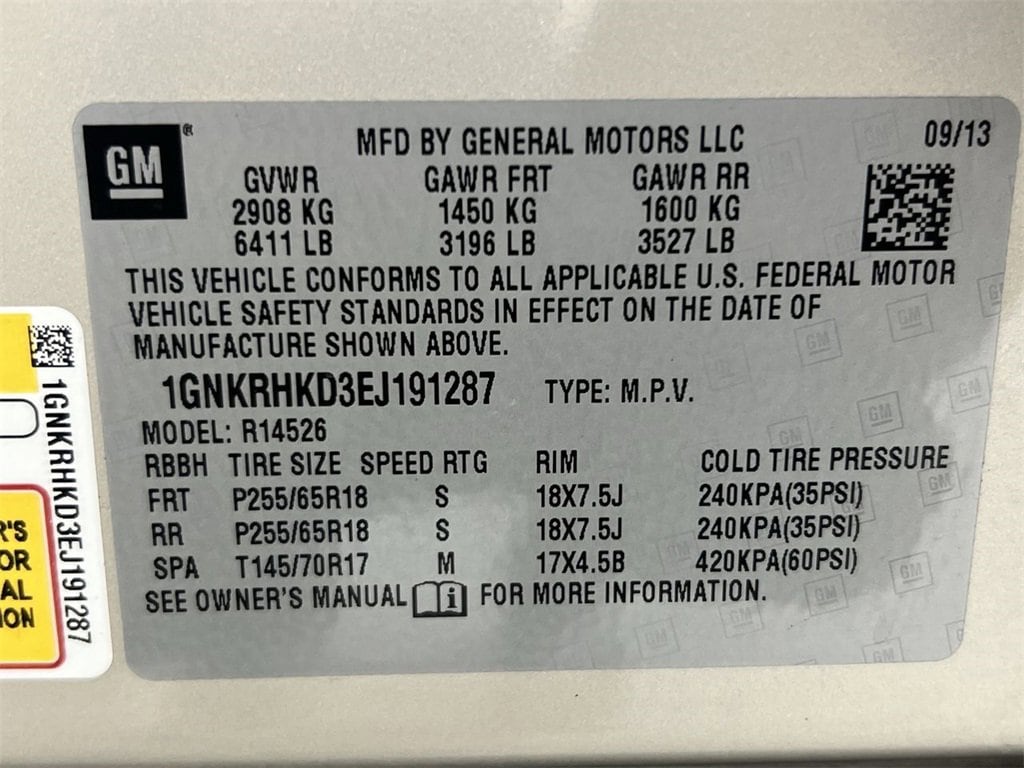 GM
MFD BY GENERAL MOTORS LLC 09/13
GVWR GAWR FRT GAWR RR
2908 KG 1450 KG 1600 KG
6411 LB 3196 LB 3527 LB
THIS VEHICLE CONFORMS TO ALL APPLICABLE U.S. FEDERAL MOTOR
VEHICLE SAFETY STANDARDS IN EFFECT ON THE DATE OF
MANUFACTURE SHOWN ABOVE.
1GNKRHKD3EJ191287 TYPE: M.P.V.
MODEL: R14526
RBBH TIRE SIZE SPEED RTG RIM COLD TIRE PRESSURE
FRT P255/65R18 S 18X7.5J 240KPA(35PSI)
RR P255/65R18 S 18X7.5J 240KPA(35PSI)
SPA T145/70R17 M 17X4.5B 420KPA(60PSI)
SEE OWNER'S MANUAL i FOR MORE INFORMATION.
1GNKRHKD3EJ191287
R'S
OR
AL
ION